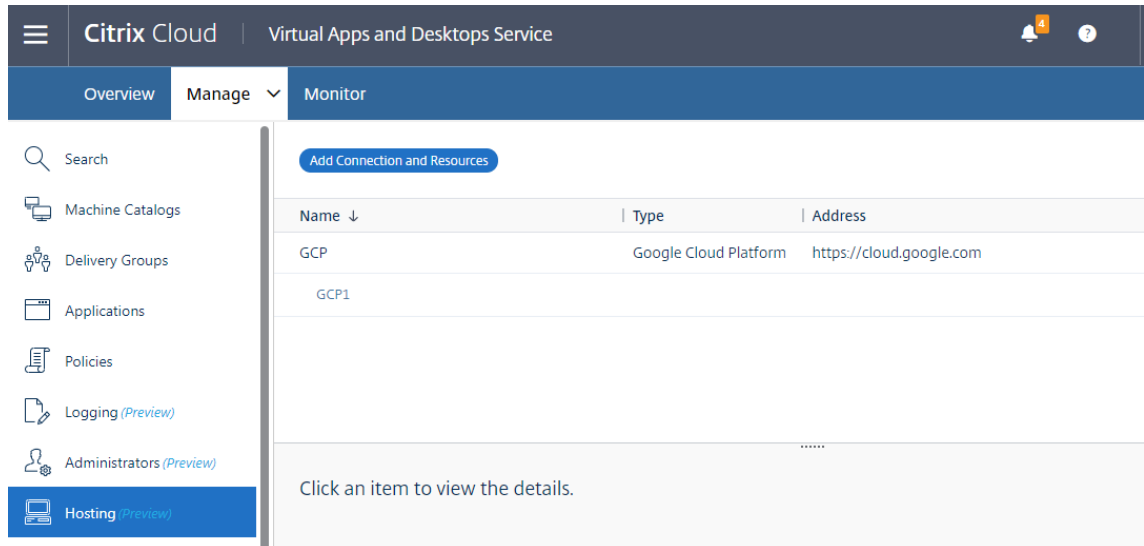 Citrix Cloud | Virtual Apps and Desktops Service 4 ?
Overview Manage Monitor
Search
Machine Catalogs
Delivery Groups
Applications
Policies
Logging (Preview)
Administrators (Preview)
Hosting (Preview)
Add Connection and Resources
Name ↓ Type Address
GCP Google Cloud Platform https://cloud.google.com
GCP1
Click an item to view the details.